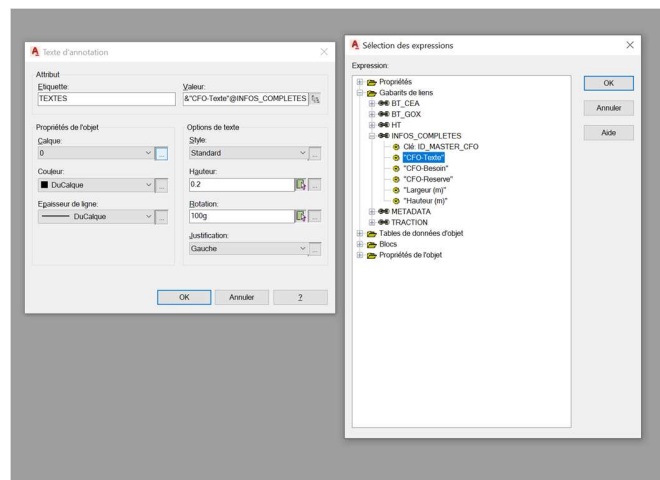 Texte d'annotation
Attribut
Etiquette:
Valeur:
TEXTES
&"CFO-Texte"@INFOS_COMPLETES
Propriétés de l'objet
Calque:
0
...
Couleur:
DuCalque
Epaisseur de ligne:
DuCalque
...
Options de texte
Style:
Standard
...
Hauteur:
0.2
...
Rotation:
100g
...
Justification:
Gauche
...
OK
Annuler
?
Sélection des expressions
Expression:
Propriétés
Gabarits de liens
BT_CEA
BT_GOX
HT
INFOS_COMPLETES
Clé: ID_MASTER_CFO
"CFO-Texte"
"CFO-Besoin"
"CFO-Reserve"
"Largeur (m)"
"Hauteur (m)"
METADATA
TRACTION
Tables de données d'objet
Blocs
Propriétés de l'objet
OK
Annuler
Aide